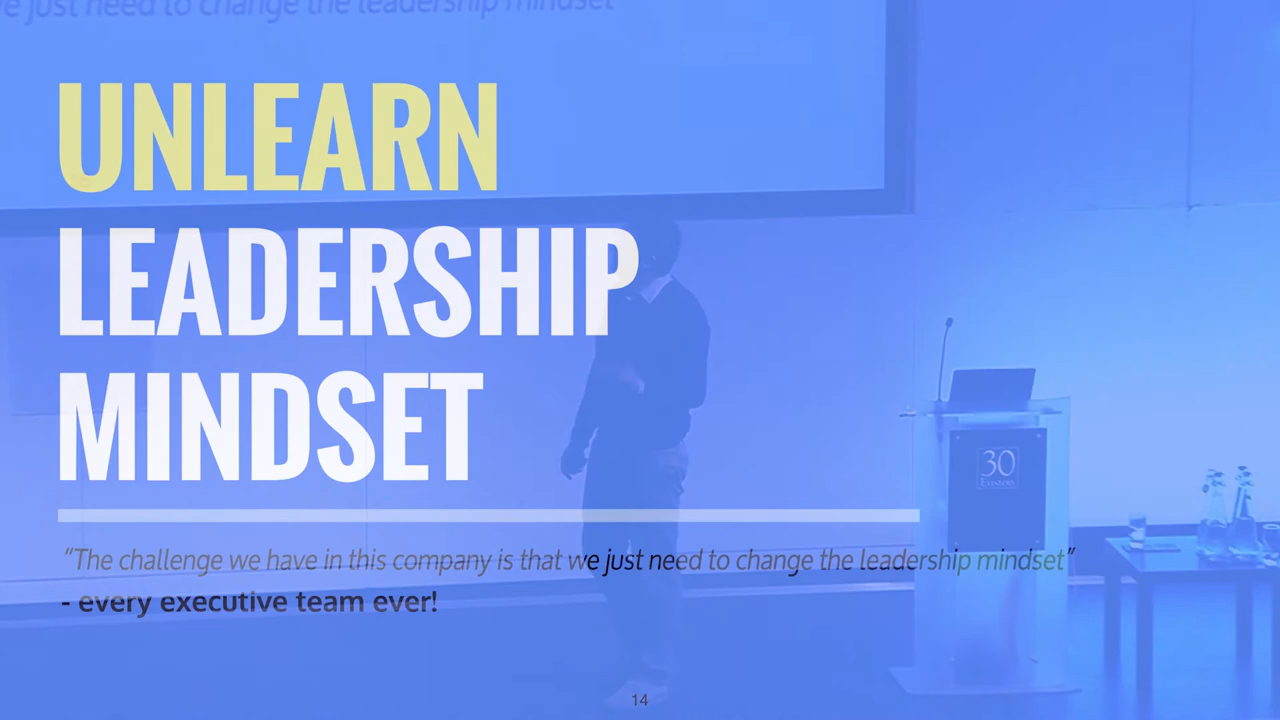 we just need to change the leadership mindset
UNLEARN
LEADERSHIP
MINDSET
“The challenge we have in this company is that we just need to change the leadership mindset”
- every executive team ever!
30
Euston
14